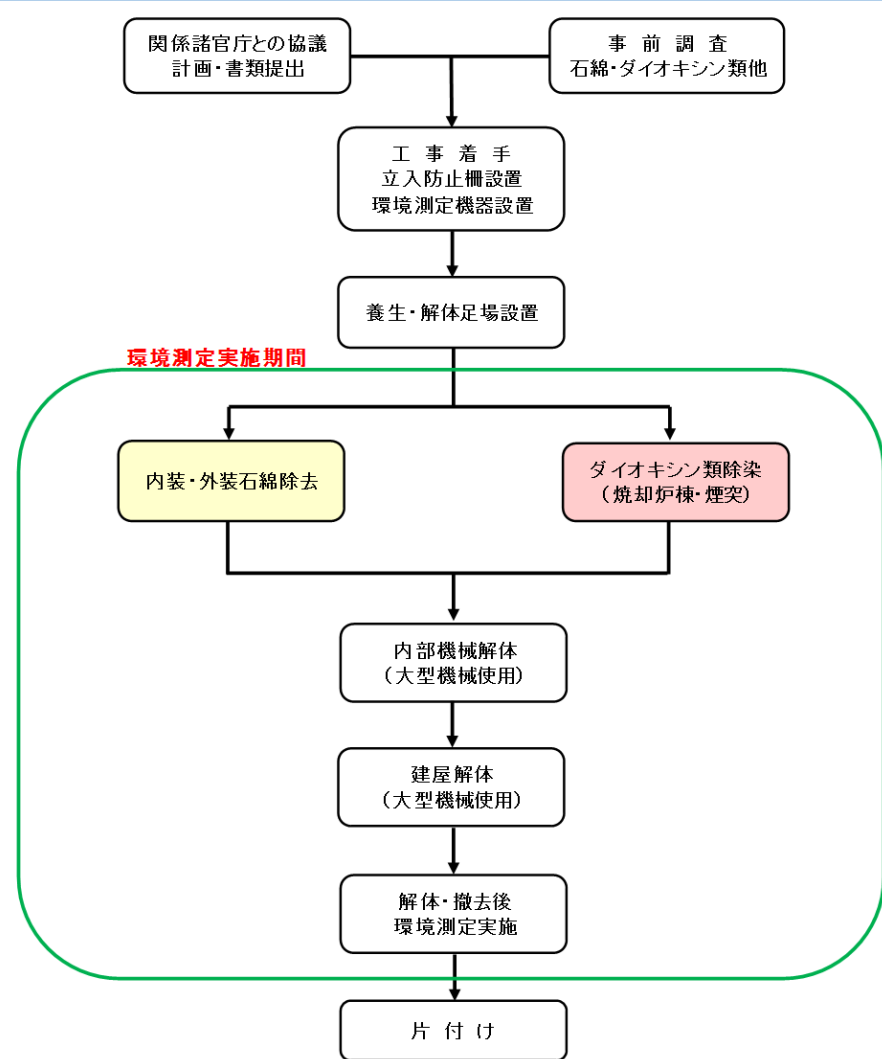 関係諸官庁との協議
計画・書類提出
事 前 調 査
石綿・ダイオキシン類他
工 事 着 手
立入防止柵設置
環境測定機器設置
養生・解体足場設置
環境測定実施期間
内装・外装石綿除去
ダイオキシン類除染
（焼却炉棟・煙突）
内部機械解体
（大型機械使用）
建屋解体
（大型機械使用）
解体・撤去後
環境測定実施
片 付 け